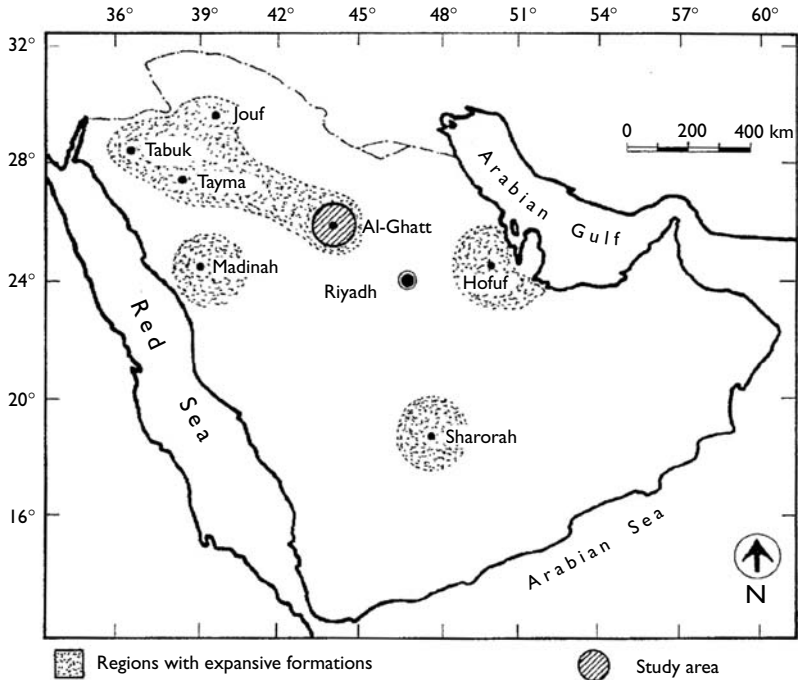 36° 39° 45° 48° 51° 54° 57° 60°
32°
28°
24°
20°
16°
Jouf
Tabuk
Tayma
Al-Ghatt
Madinah
Riyadh
Hofuf
Sharorah
0 200 400 km
Arabian Gulf
Red Sea
Arabian Sea
N
Regions with expansive formations
Study area